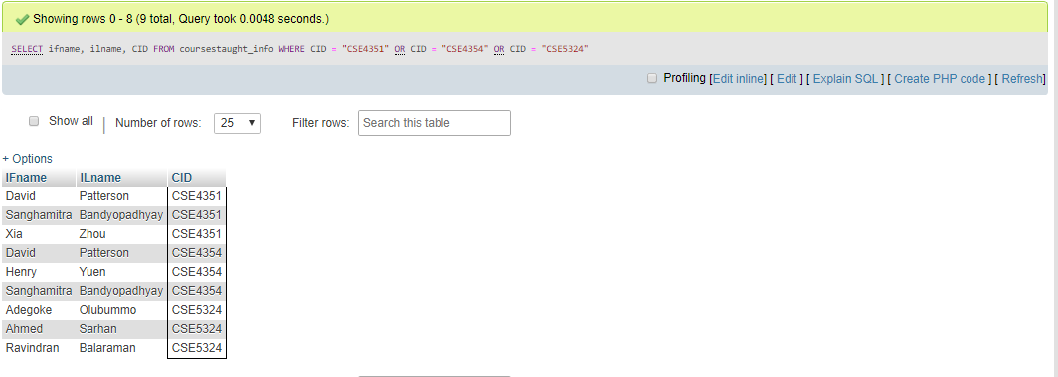 Showing rows 0 - 8 (9 total, Query took 0.0048 seconds.)
SELECT ifname, ilname, CID FROM coursestaught_info WHERE CID = "CSE4351" OR CID = "CSE4354" OR CID = "CSE5324"
Profiling [Edit inline] [ Edit ] [ Explain SQL ] [ Create PHP code ] [ Refresh]
Show all | Number of rows: 25 Filter rows: Search this table
+ Options
IFname ILname CID
David Patterson CSE4351
Sanghamitra Bandyopadhyay CSE4351
Xia Zhou CSE4351
David Patterson CSE4354
Henry Yuen CSE4354
Sanghamitra Bandyopadhyay CSE4354
Adegoke Olubummo CSE5324
Ahmed Sarhan CSE5324
Ravindran Balaraman CSE5324